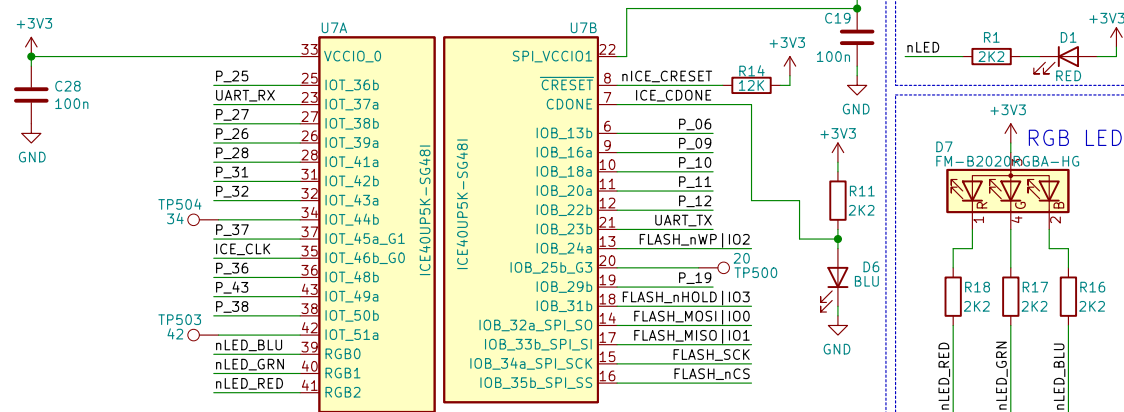 +3V3
C28
100n
GND
U7A
33 VCCIO_0
P_25 25 IOT_36b
UART_RX 23 IOT_37a
P_27 27 IOT_38b
P_26 26 IOT_39a
P_28 28 IOT_41a
P_31 31 IOT_42b
P_32 32 IOT_43a
TP504
34 34 IOT_44b
P_37 37 IOT_45a_G1
ICE_CLK 35 IOT_46b_G0
P_36 36 IOT_48b
P_43 43 IOT_49a
P_38 38 IOT_50b
TP503
42 42 IOT_51a
nLED_BLU 39 RGB0
nLED_GRN 40 RGB1
nLED_RED 41 RGB2
ICE40UP5K-SG48I
U7B
ICE40UP5K-SG48I
SPI_VCCIO1 22
CRESET 8 nICE_CRESET
CDONE 7 ICE_CDONE
IOB_13b 6 P_06
IOB_16a 9 P_09
IOB_18a 10 P_10
IOB_20a 11 P_11
IOB_22b 12 P_12
IOB_23b 21 UART_TX
IOB_24a 13 FLASH_nWP|IO2
IOB_25b_G3 20 20
TP500
IOB_29b 19 P_19
IOB_31b 18 FLASH_nHOLD|IO3
IOB_32a_SPI_SO 14 FLASH_MOSI|IO0
IOB_33b_SPI_SI 17 FLASH_MISO|IO1
IOB_34a_SPI_SCK 15 FLASH_SCK
IOB_35b_SPI_SS 16 FLASH_nCS
R14
12K
+3V3
C19
100n
GND
+3V3
R11
2K2
D6
BLU
GND
nLED
R1
2K2
D1
RED
+3V3
+3V3
RGB LED
D7
FM-B2020RGBA-HG
R
G
B
1
4
2
R18
2K2
R17
2K2
R16
2K2
nLED_RED
nLED_GRN
nLED_BLU